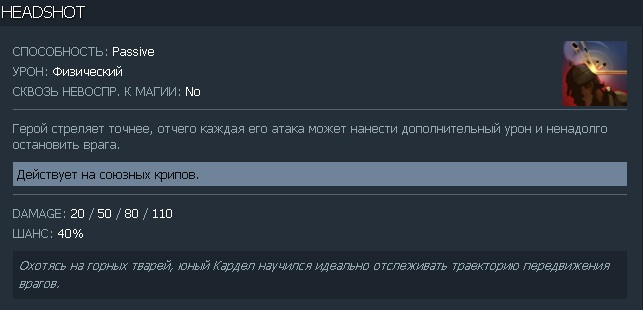 HEADSHOT
СПОСОБНОСТЬ: Passive
УРОН: Физический
СКВОЗЬ НЕВОСПР. К МАГИИ: No
Герой стреляет точнее, отчего каждая его атака может нанести дополнительный урон и ненадолго
остановить врага.
Действует на союзных крипов.
DAMAGE: 20 / 50 / 80 / 110
ШАНС: 40%
Охотясь на горных тварей, юный Кардел научился идеально отслеживать траекторию передвижения
врагов.